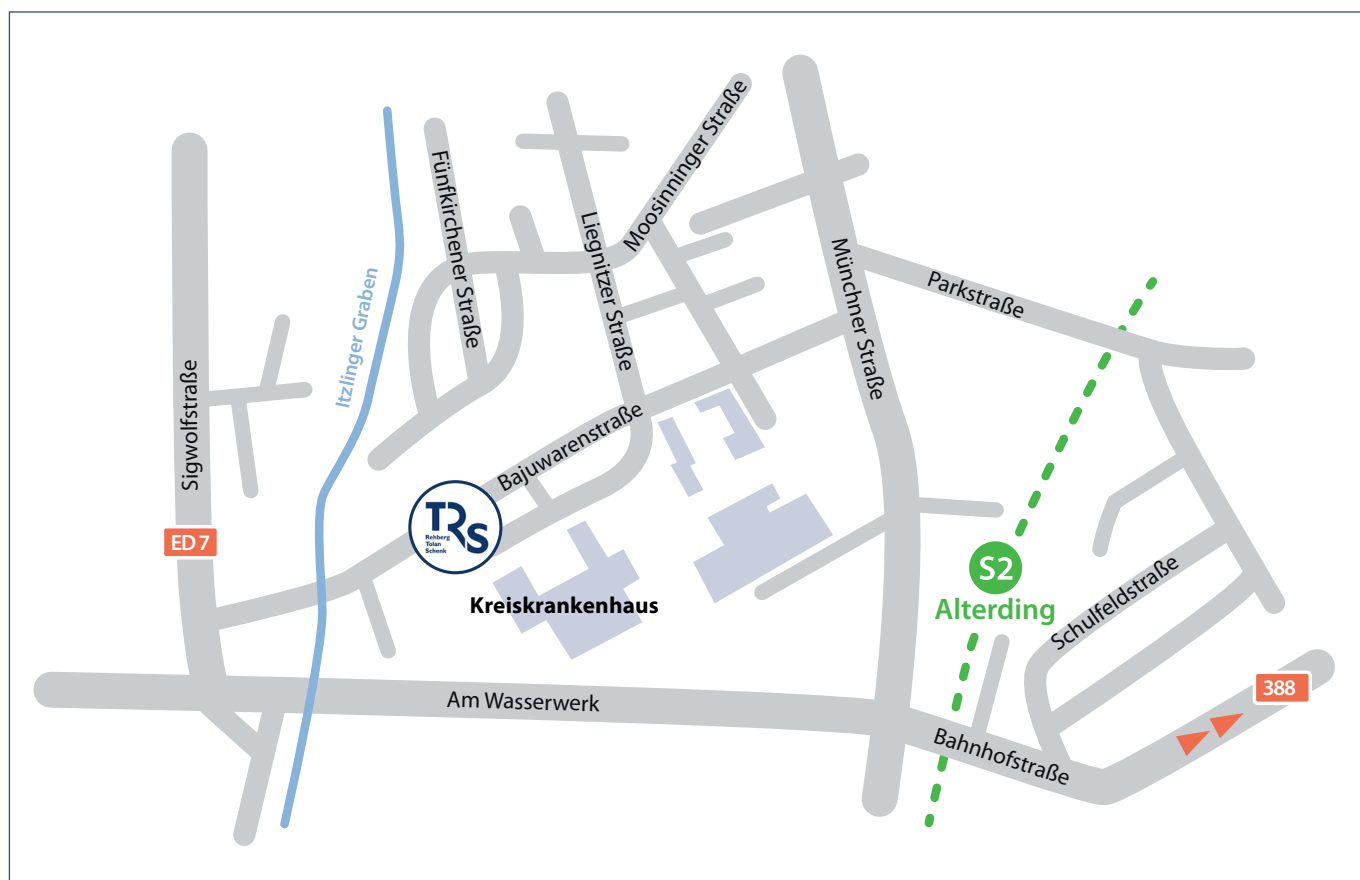 Moosinninger Straße
Fünfkirchener Straße
Liegnitzer Straße
Münchner Straße
Parkstraße
Itzlinger Graben
Sigwolfstraße
Bajuwarenstraße
TRS
Rehberg
Tolan
Schenk
ED 7
S2
Alterding
Schulfeldstraße
Kreiskrankenhaus
388
Am Wasserwerk
Bahnhofstraße